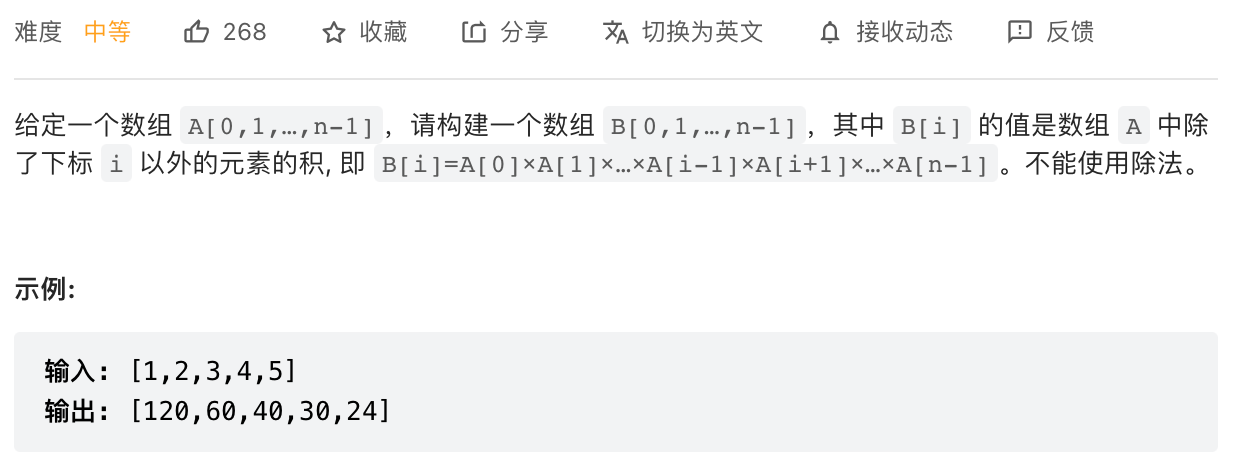 难度 中等 268 收藏 分享 切换为英文 接收动态 反馈
给定一个数组 A[0,1,…,n-1]，请构建一个数组 B[0,1,…,n-1]，其中 B[i] 的值是数组 A 中除
了下标 i 以外的元素的积, 即 B[i]=A[0]×A[1]×…×A[i-1]×A[i+1]×…×A[n-1]。不能使用除法。
示例:
输入: [1,2,3,4,5]
输出: [120,60,40,30,24]